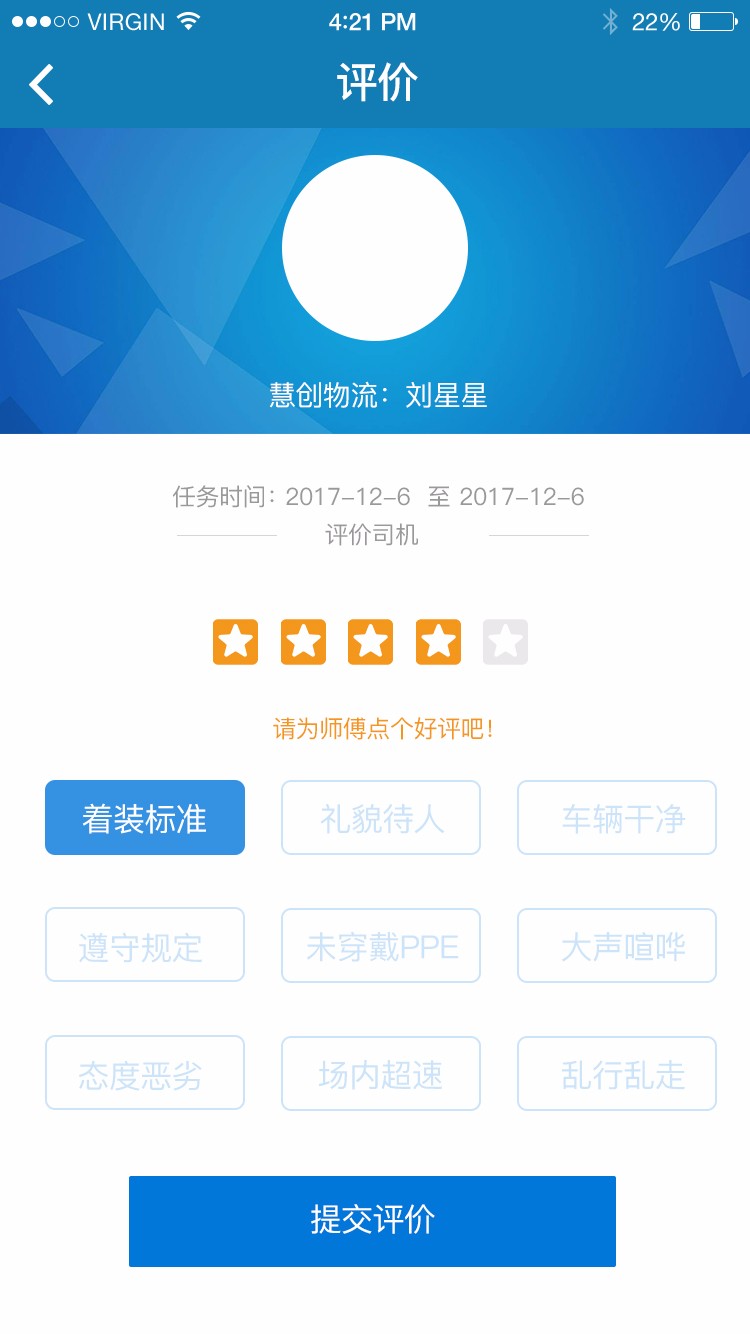 VIRGIN 4:21 PM 22%
评价
慧创物流：刘星星
任务时间：2017-12-6 至 2017-12-6
评价司机
请为师傅点个好评吧！
着装标准 礼貌待人 车辆干净
遵守规定 未穿戴PPE 大声喧哗
态度恶劣 场内超速 乱行乱走
提交评价